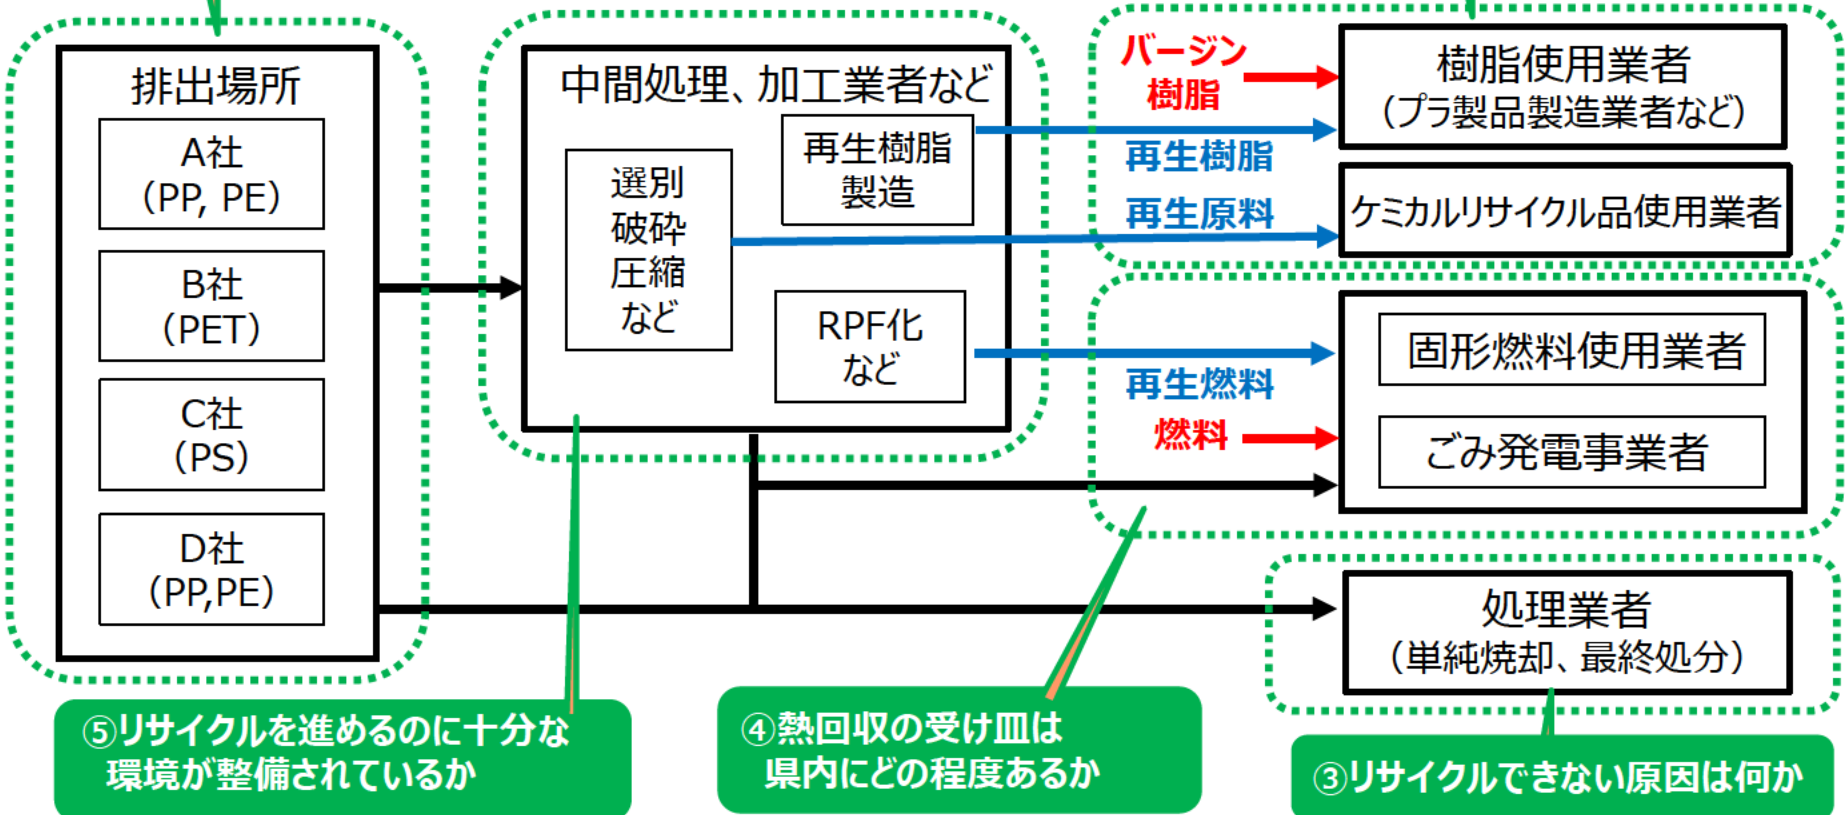 排出場所
A社
（PP, PE）
B社
（PET）
C社
（PS）
D社
（PP,PE）
中間処理、加工業者など
選別
破砕
圧縮
など
再生樹脂
製造
RPF化
など
バージン
樹脂
再生樹脂
再生原料
再生燃料
燃料
樹脂使用業者
（プラ製品製造業者など）
ケミカルリサイクル品使用業者
固形燃料使用業者
ごみ発電事業者
処理業者
（単純焼却、最終処分）
⑤リサイクルを進めるのに十分な
環境が整備されているか
④熱回収の受け皿は
県内にどの程度あるか
③リサイクルできない原因は何か